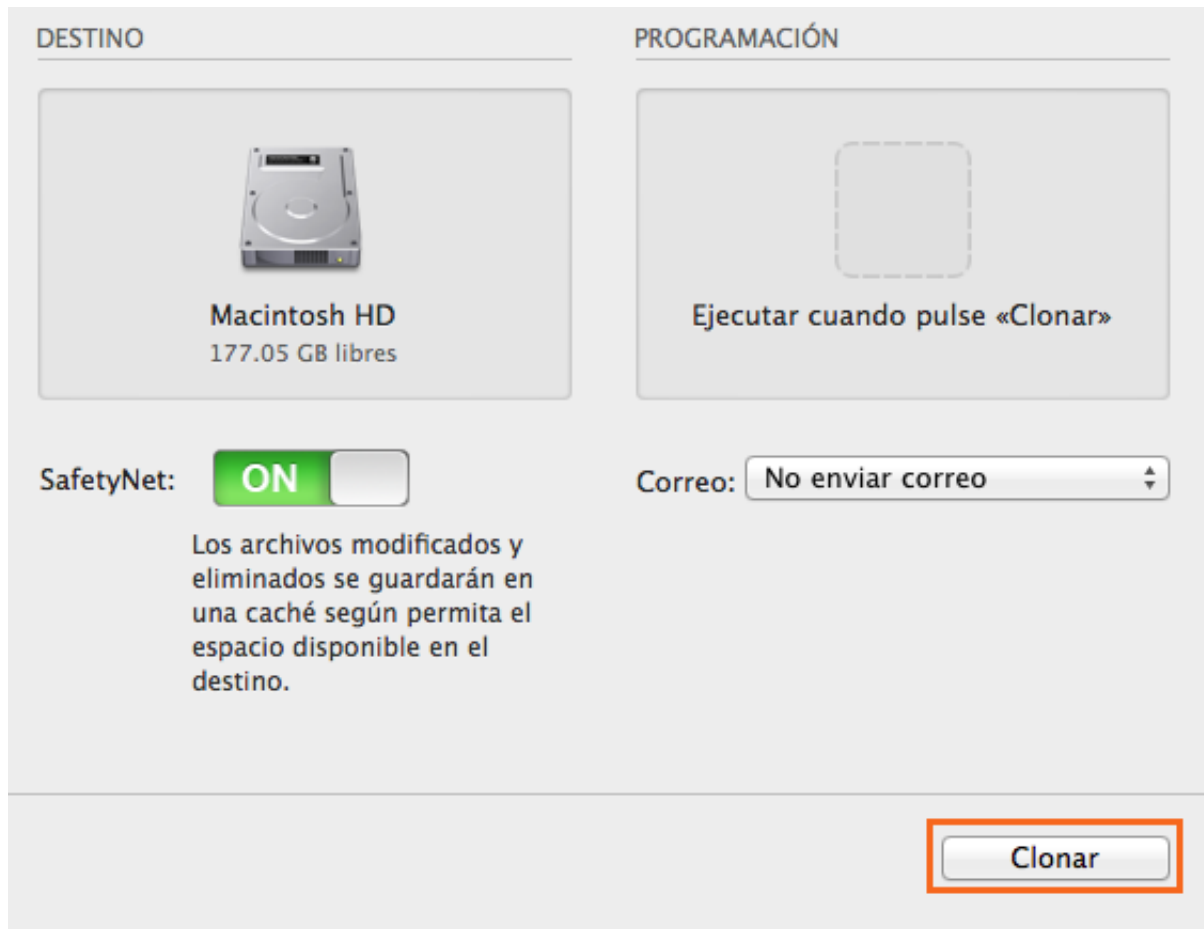 DESTINO
PROGRAMACIÓN
Macintosh HD
177.05 GB libres
Ejecutar cuando pulse «Clonar»
SafetyNet:
ON
Los archivos modificados y
eliminados se guardarán en
una caché según permita el
espacio disponible en el
destino.
Correo:
No enviar correo
Clonar